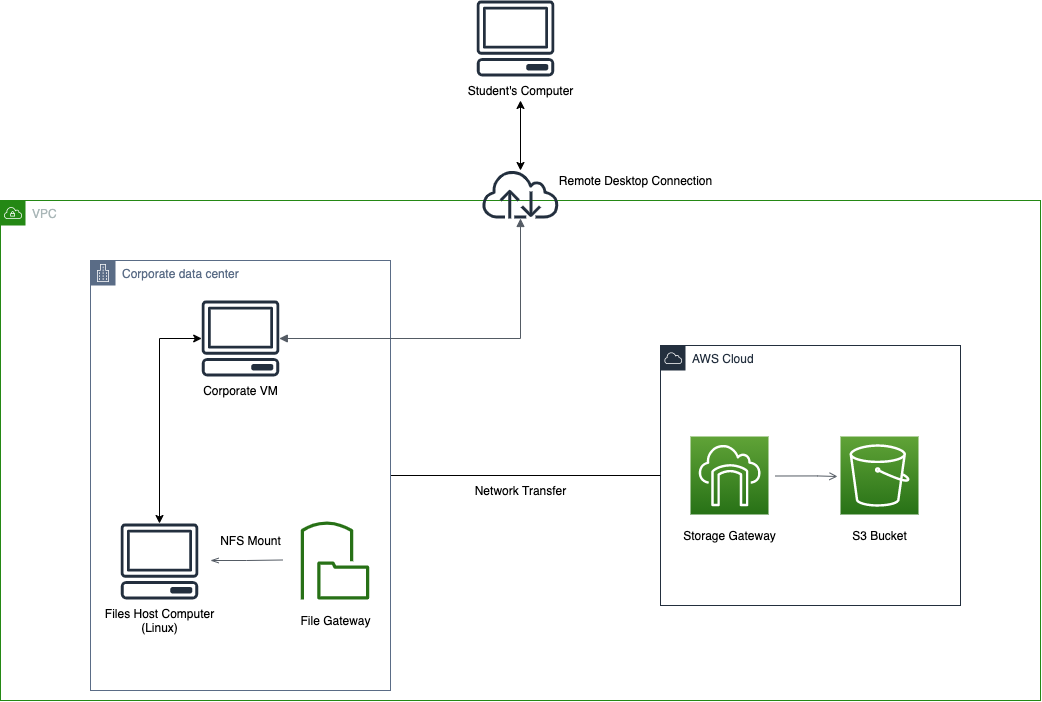 Student's Computer
Remote Desktop Connection
VPC
Corporate data center
Corporate VM
AWS Cloud
Network Transfer
Storage Gateway
S3 Bucket
NFS Mount
Files Host Computer
(Linux)
File Gateway